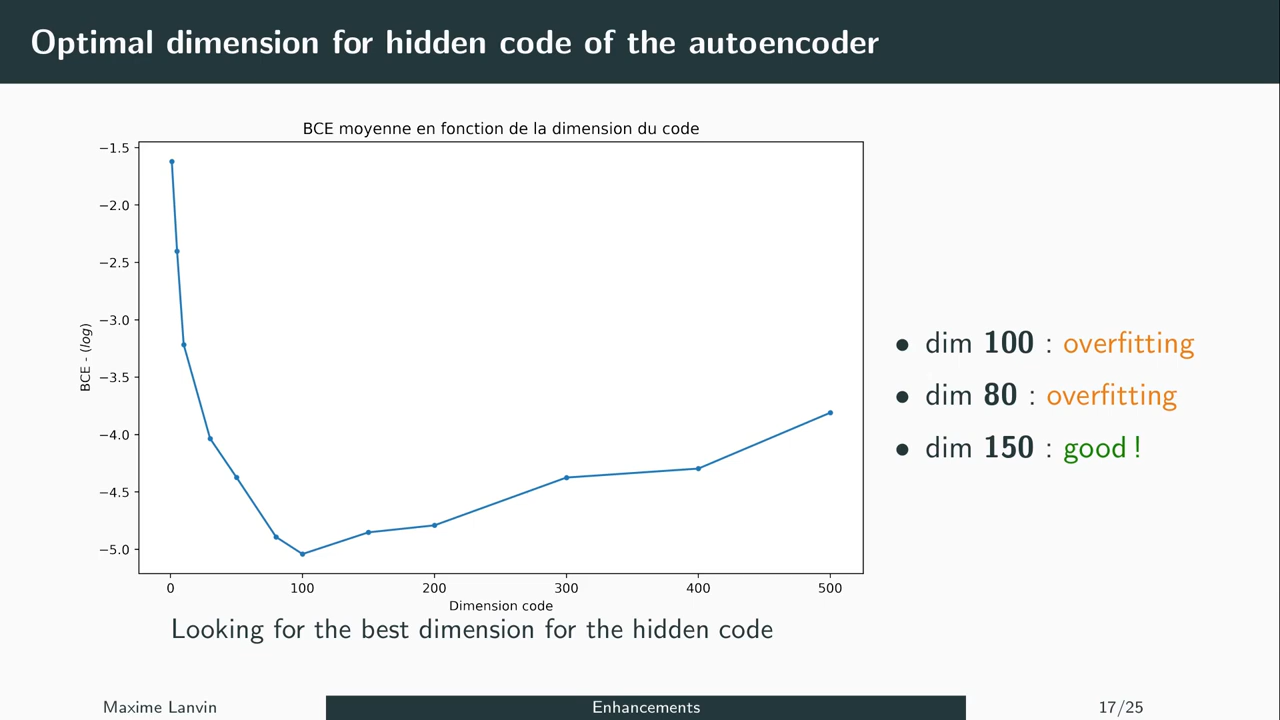 Optimal dimension for hidden code of the autoencoder
BCE moyenne en fonction de la dimension du code
−1.5
−2.0
−2.5
−3.0
−3.5
−4.0
−4.5
−5.0
BCE - (log)
0 100 200 300 400 500
Dimension code
Looking for the best dimension for the hidden code
• dim 100 : overfitting
• dim 80 : overfitting
• dim 150 : good !
Maxime Lanvin Enhancements 17/25